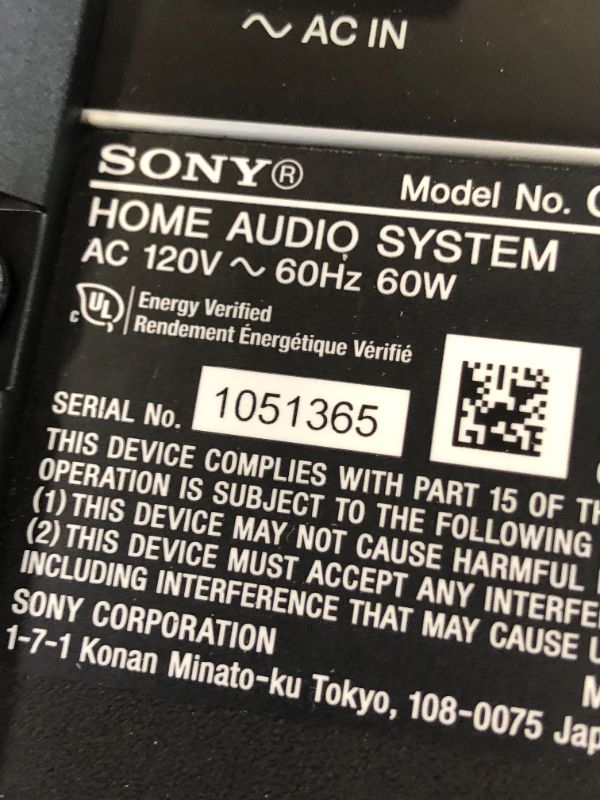 ~ AC IN
SONY®
Model No.
HOME AUDIO SYSTEM
AC 120V ~ 60Hz 60W
c UL Energy Verified
Rendement Énergétique Vérifié
SERIAL No. 1051365
THIS DEVICE COMPLIES WITH PART 15 OF
OPERATION IS SUBJECT TO THE FOLLOWING
(1) THIS DEVICE MAY NOT CAUSE HARMFUL
(2) THIS DEVICE MUST ACCEPT ANY
INCLUDING INTERFERENCE THAT MAY CAUSE
SONY CORPORATION
1-7-1 Konan Minato-ku Tokyo, 108-0075